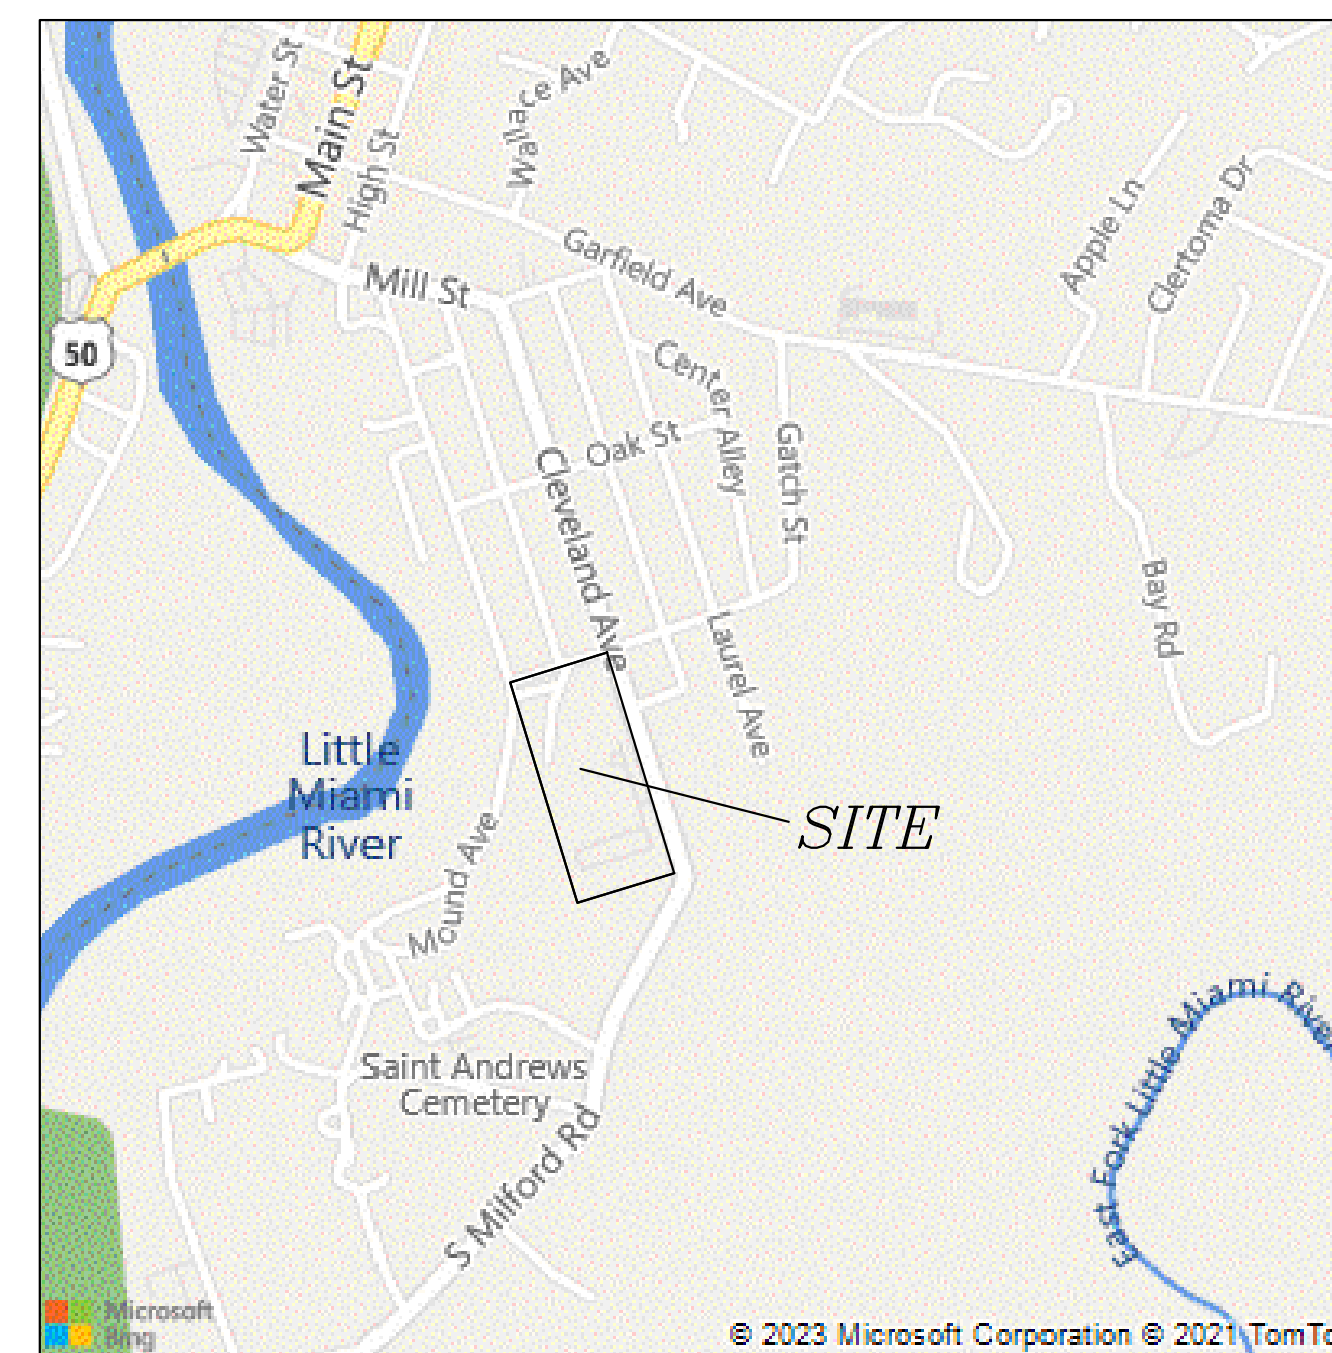 Water St
Main St
High St
Wallace Ave
Garfield Ave
Apple Ln
Clertoma Dr
Mill St
50
Center Alley
Oak St
Gatch St
Cleveland Ave
Bay Rd
Laurel Ave
Little
Miami
River
SITE
Mound Ave
East Fork Little Miami River
Saint Andrews
Cemetery
S Milford Rd
Microsoft
Bing
© 2023 Microsoft Corporation © 2021 TomTo